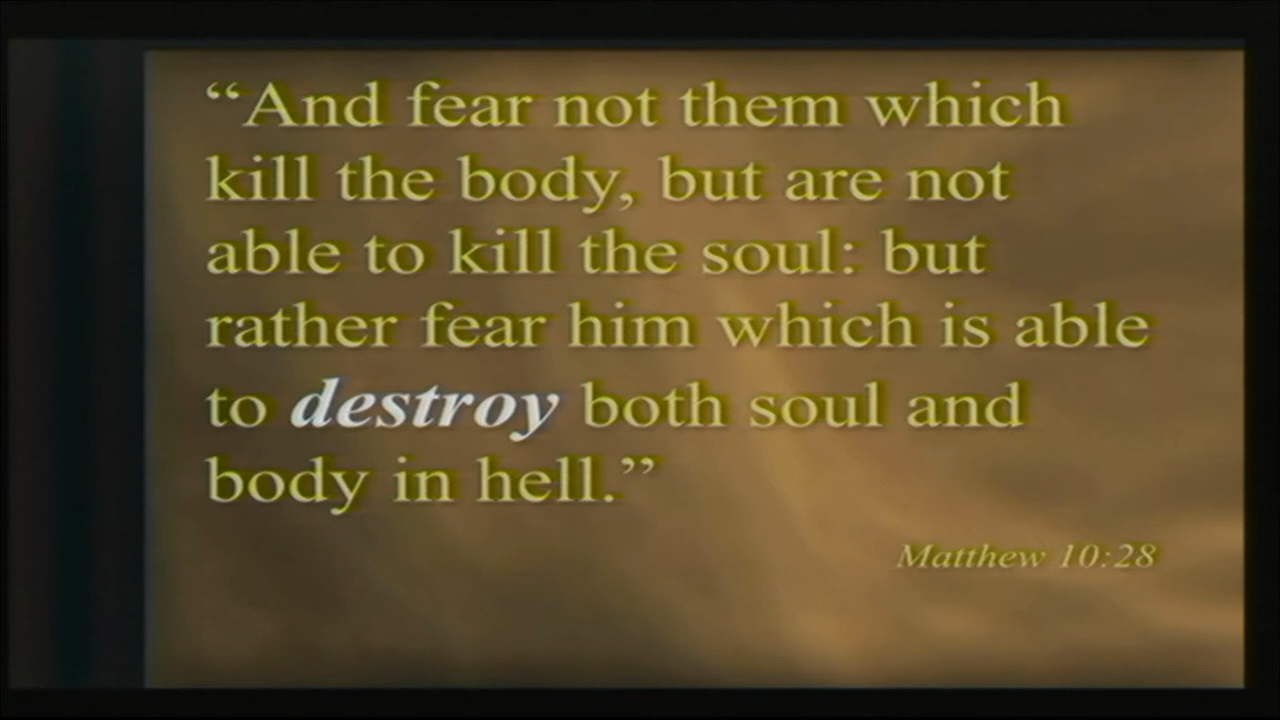 “And fear not them which
kill the body, but are not
able to kill the soul: but
rather fear him which is able
to destroy both soul and
body in hell.”
Matthew 10:28